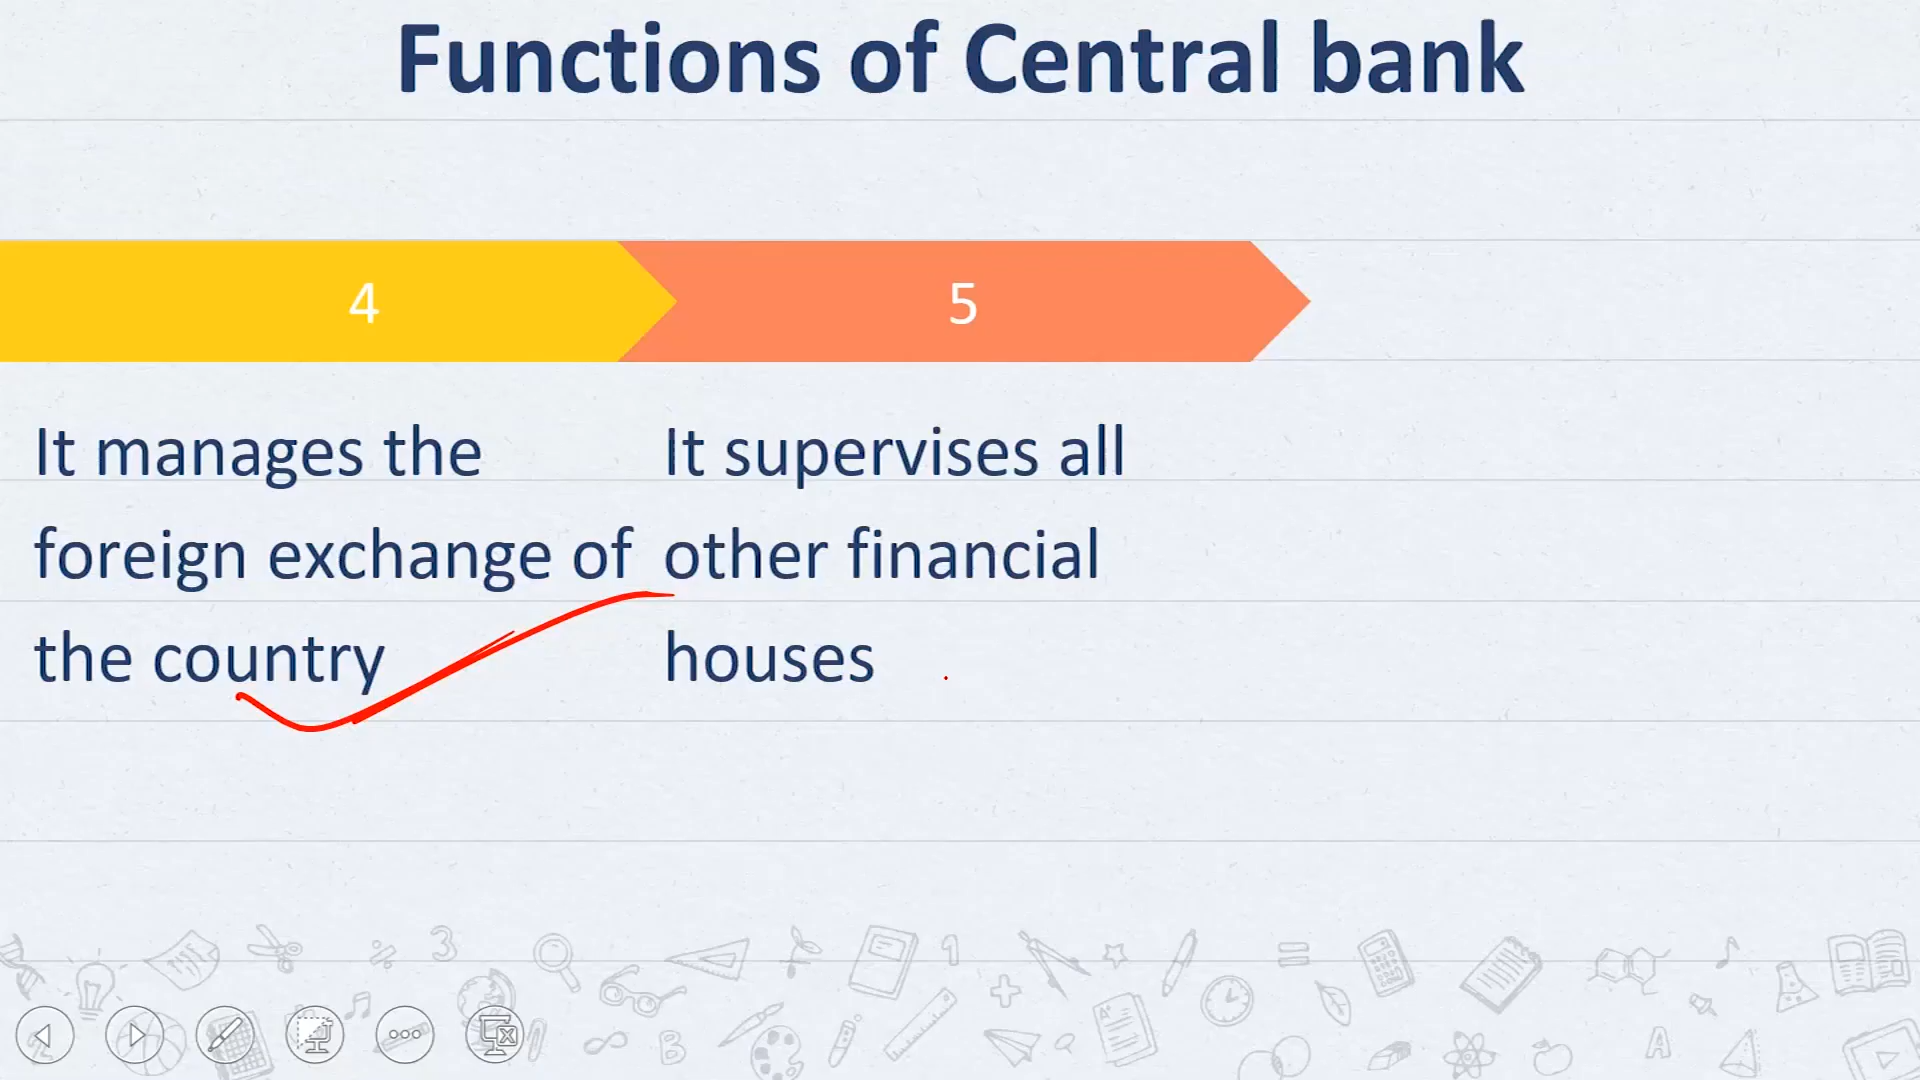 Functions of Central bank
4
5
It manages the
foreign exchange of
the country
It supervises all
other financial
houses